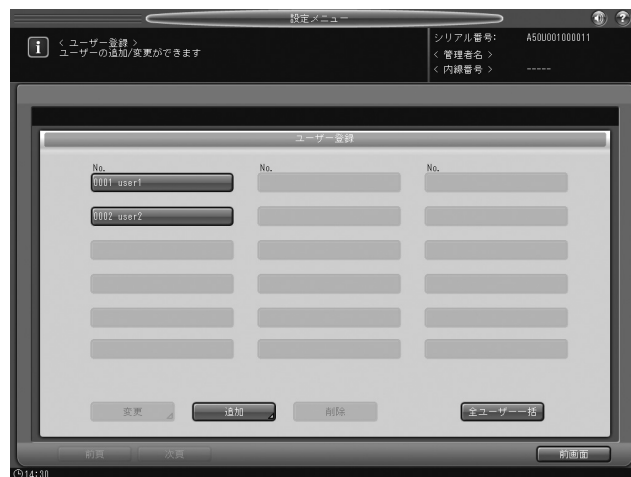 設定メニュー
< ユーザー登録 >
ユーザーの追加/変更ができます
シリアル番号: A50U001000011
< 管理者名 >
< 内線番号 > -----
ユーザー登録
No. No. No.
0001 user1
0002 user2
変更 追加 削除 全ユーザー一括
前頁 次頁 前画面
14:30